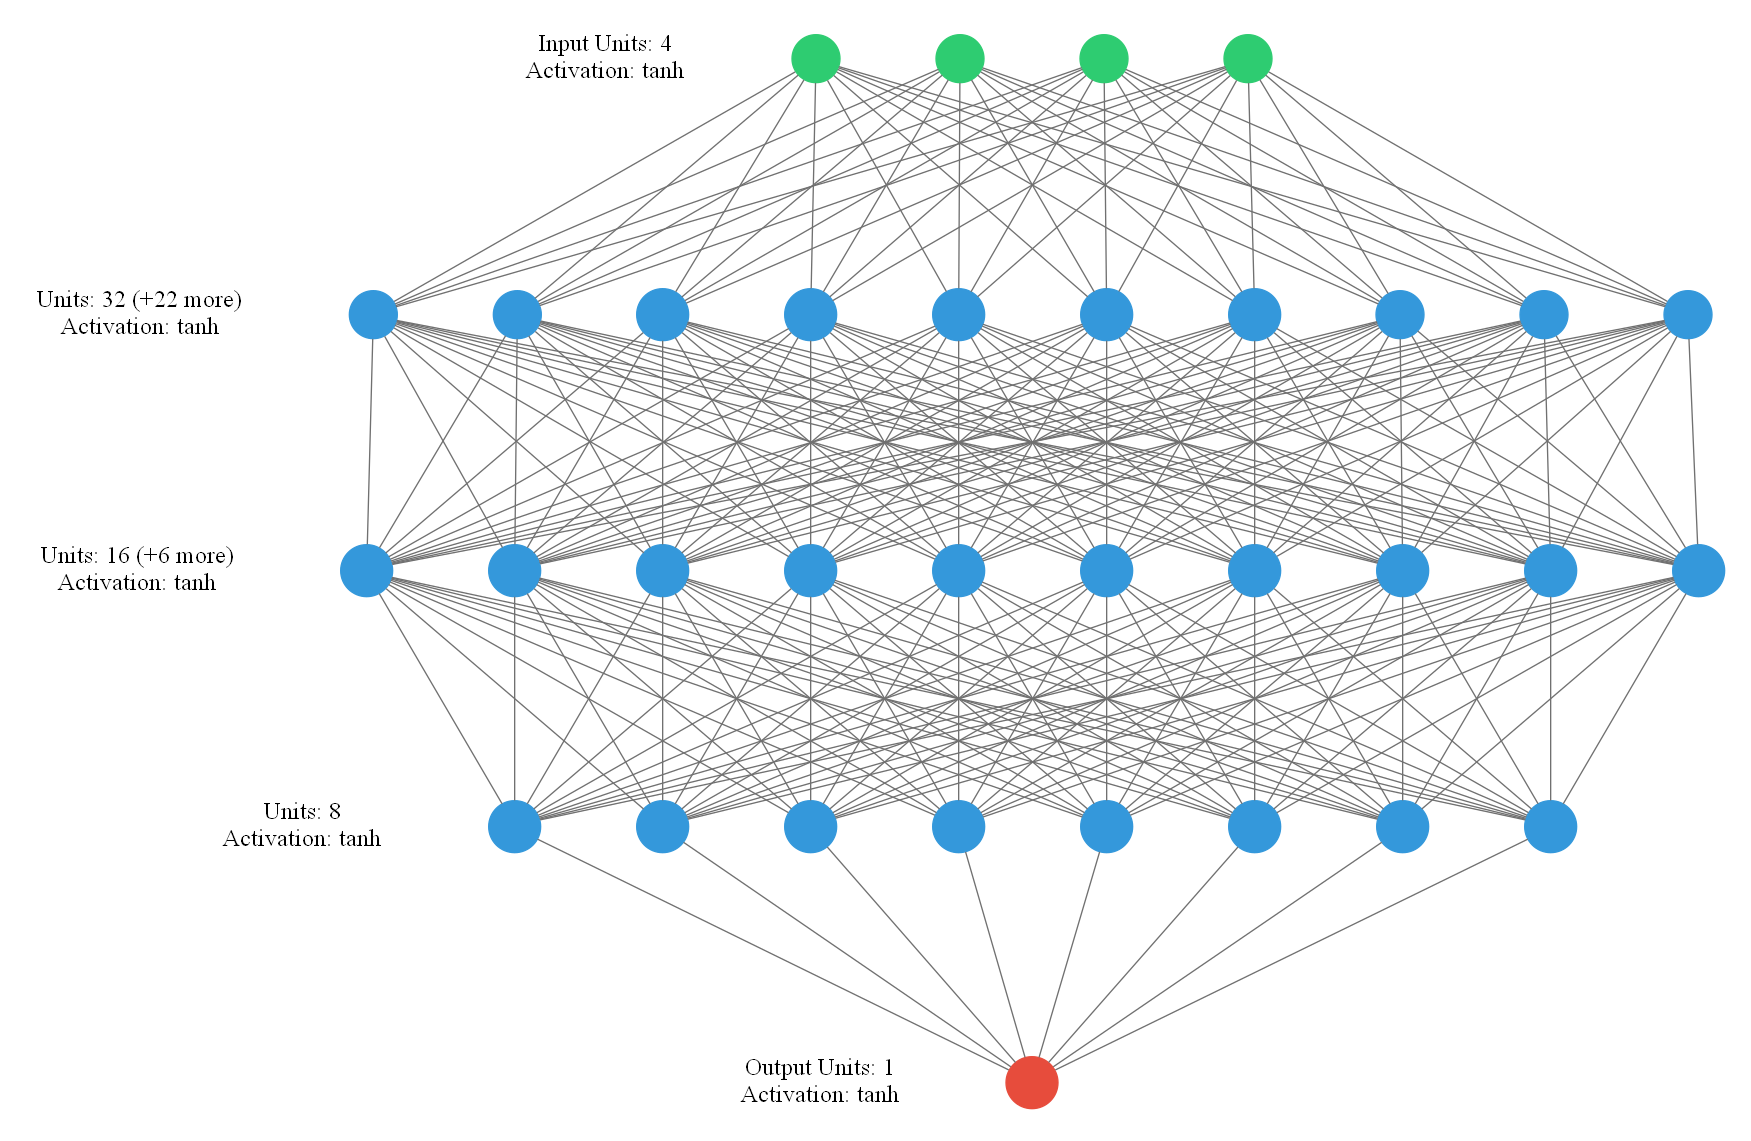 Input Units: 4
Activation: tanh
Units: 32 (+22 more)
Activation: tanh
Units: 16 (+6 more)
Activation: tanh
Units: 8
Activation: tanh
Output Units: 1
Activation: tanh